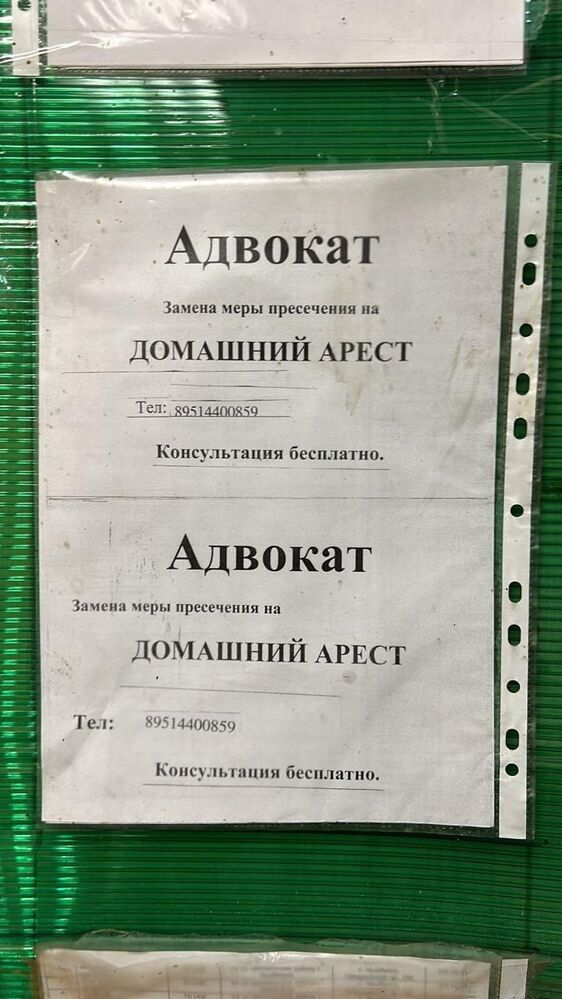 Адвокат
Замена меры пресечения на
ДОМАШНИЙ АРЕСТ
Тел: 89514400859
Консультация бесплатно.
Адвокат
Замена меры пресечения на
ДОМАШНИЙ АРЕСТ
Тел: 89514400859
Консультация бесплатно.